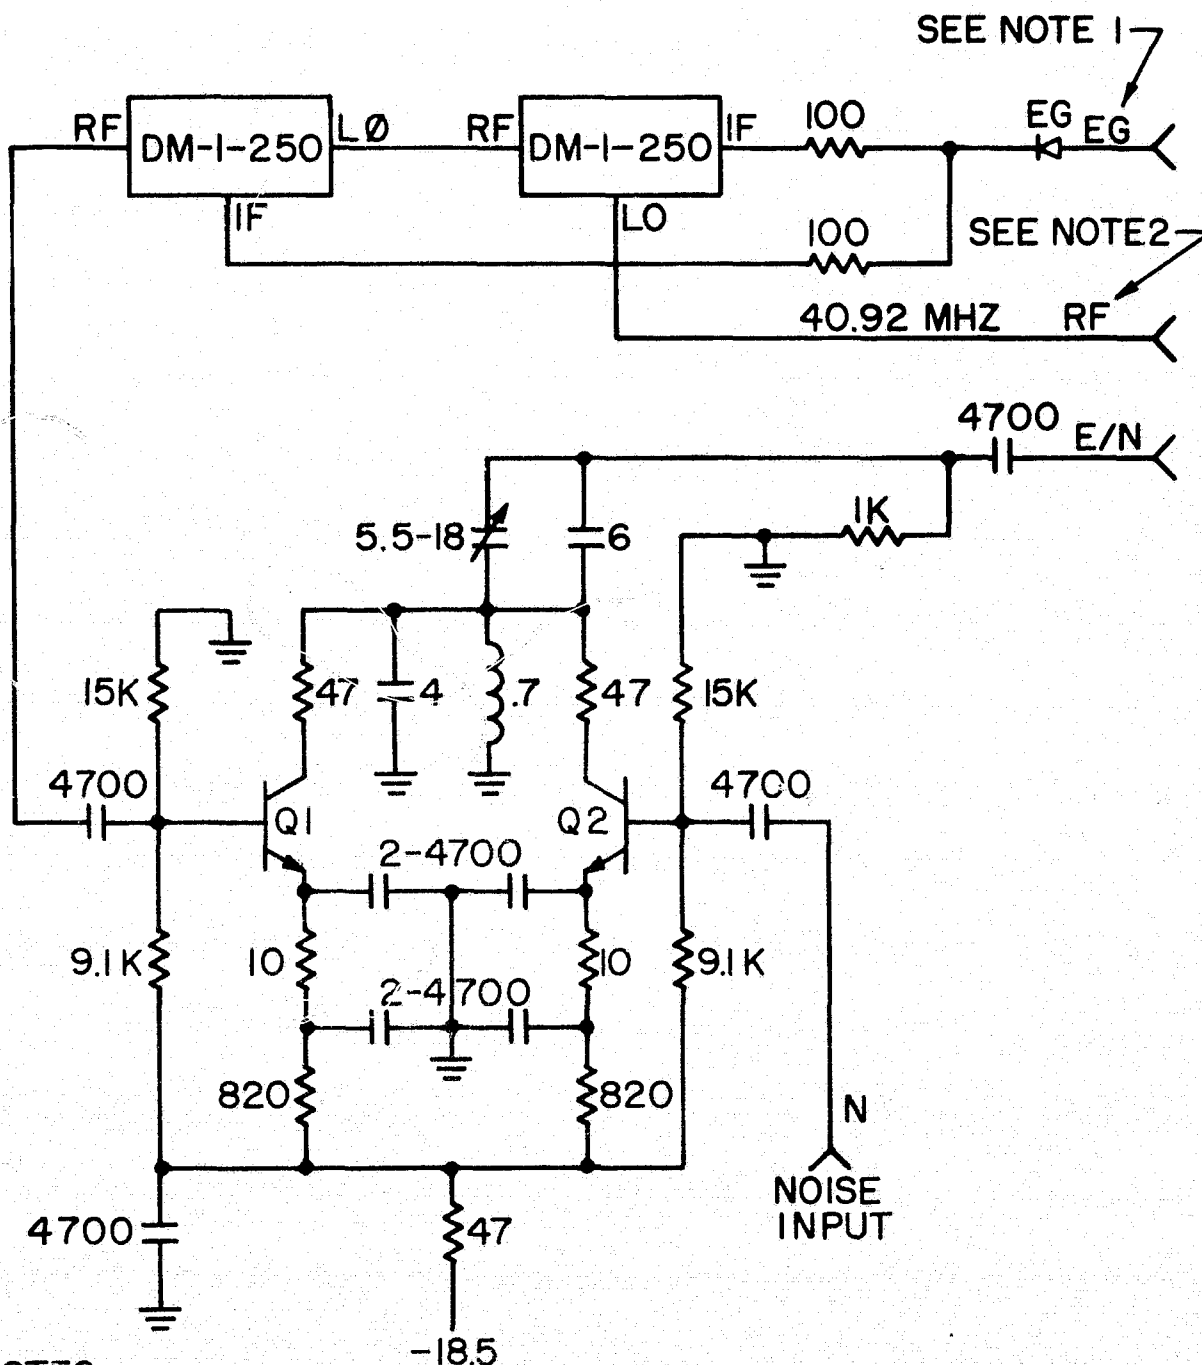 SEE NOTE 1
RF
DM-1-250
LØ
RF
DM-1-250
IF
100
EG
EG
IF
LO
100
SEE NOTE2
40.92 MHZ
RF
4700
E/N
5.5-18
6
1K
15K
47
4
.7
47
15K
4700
Q1
Q2
4700
2-4700
9.1K
10
10
9.1K
2-4700
820
820
N
NOISE
INPUT
4700
47
-18.5